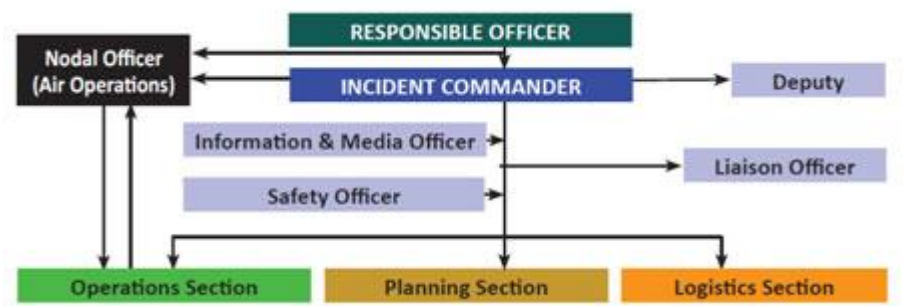 RESPONSIBLE OFFICER
Nodal Officer
(Air Operations)
INCIDENT COMMANDER
Deputy
Information & Media Officer
Liaison Officer
Safety Officer
Operations Section
Planning Section
Logistics Section